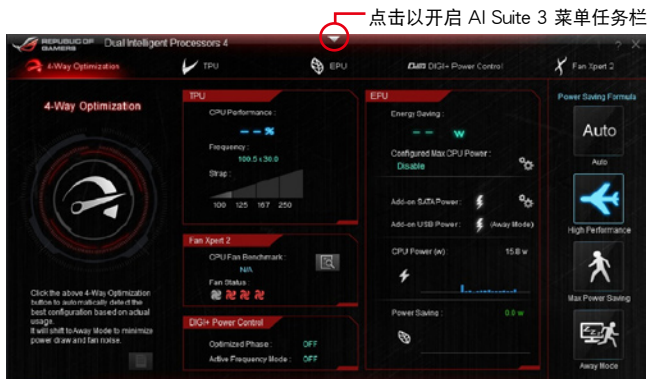 点击以开启 AI Suite 3 菜单任务栏
REPUBLIC OF GAMERS
Dual Intelligent Processors 4
? ×
4-Way Optimization
TPU
EPU
DIGI+ Power Control
Fan Xpert 2
4-Way Optimization
Click the above 4-Way Optimization
button to automatically detect the
best configuration based on actual
usage.
It will shift to Away Mode to minimize
power draw and fan noise.
TPU
CPU Performance :
-- %
Frequency :
100.5 x 30.0
Strap :
100 125 167 250
Fan Xpert 2
CPU Fan Benchmark :
N/A
Fan Status :
DIGI+ Power Control
Optimized Phase : OFF
Active Frequency Mode : OFF
EPU
Energy Saving :
-- w
Configured Max CPU Power :
Disable
Add-on SATA Power :
Add-on USB Power : (Away Mode)
CPU Power (w) : 15.8 w
Power Saving : 0.0 w
Power Saving Formula
Auto
Auto
High Performance
Max Power Saving
Away Mode